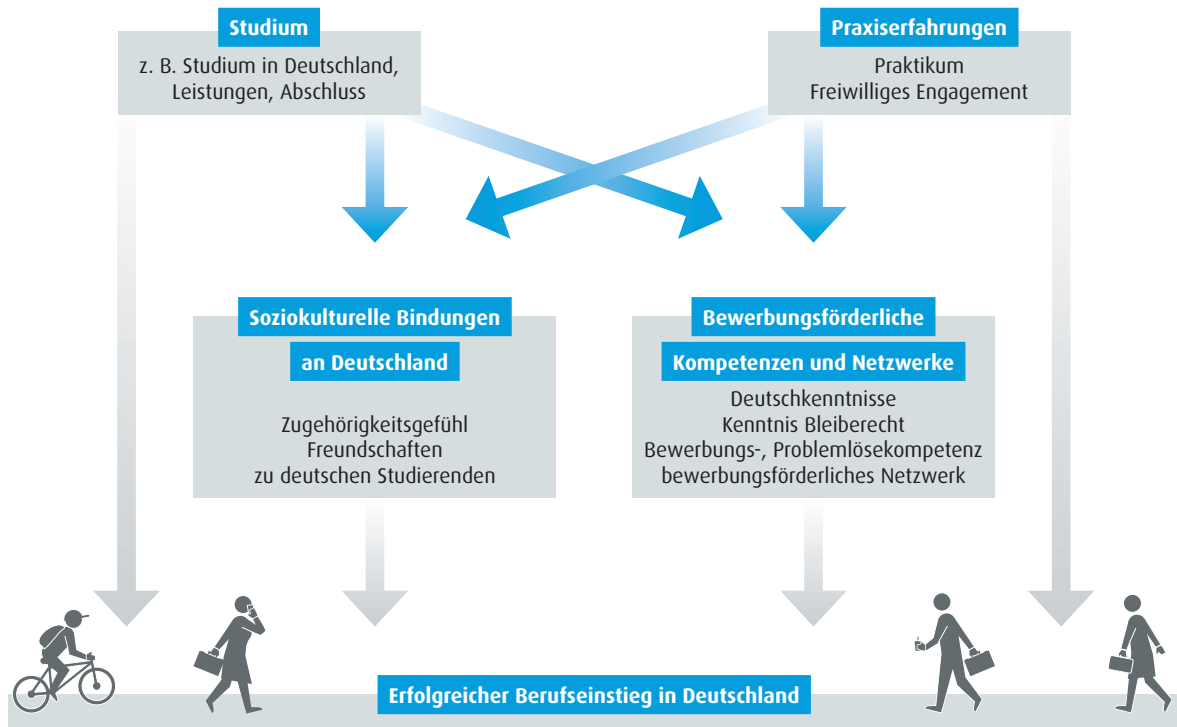 Studium
z. B. Studium in Deutschland,
Leistungen, Abschluss
Praxiserfahrungen
Praktikum
Freiwilliges Engagement
Soziokulturelle Bindungen
an Deutschland
Zugehörigkeitsgefühl
Freundschaften
zu deutschen Studierenden
Bewerbungsförderliche
Kompetenzen und Netzwerke
Deutschkenntnisse
Kenntnis Bleiberecht
Bewerbungs-, Problemlösekompetenz
bewerbungsförderliches Netzwerk
Erfolgreicher Berufseinstieg in Deutschland